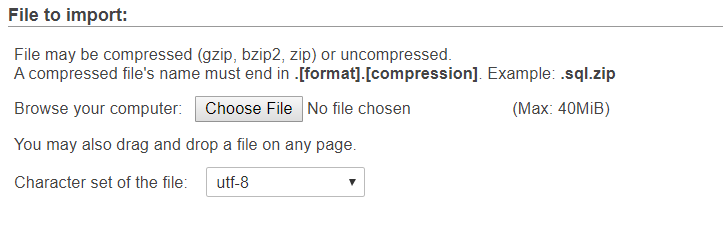 File to import:
File may be compressed (gzip, bzip2, zip) or uncompressed.
A compressed file's name must end in .[format].[compression]. Example: .sql.zip
Browse your computer: Choose File No file chosen (Max: 40MiB)
You may also drag and drop a file on any page.
Character set of the file: utf-8